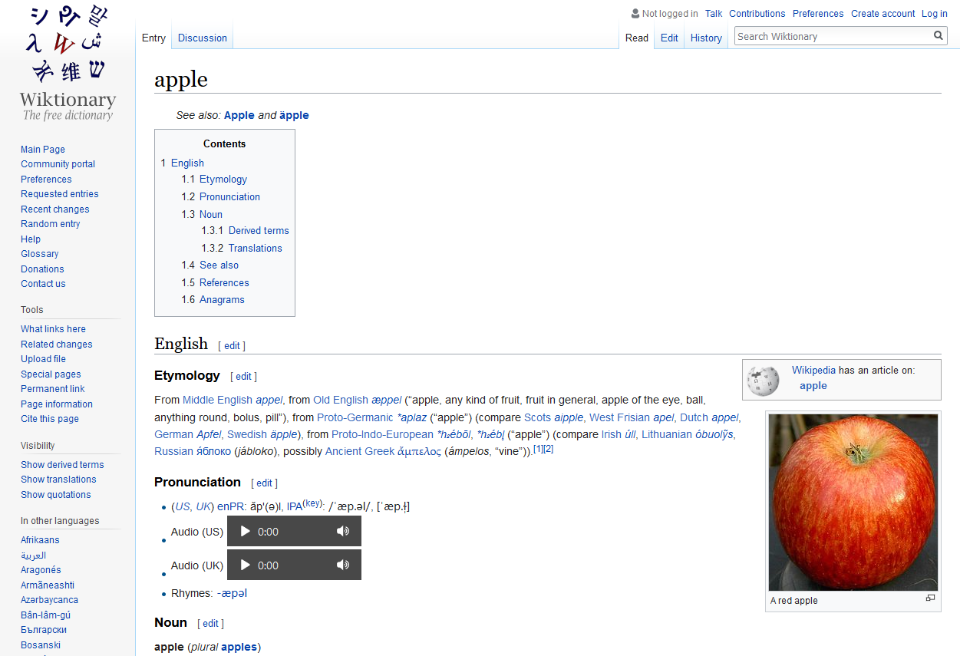 Not logged in Talk Contributions Preferences Create account Log in
Entry Discussion Read Edit History Search Wiktionary
Wiktionary
The free dictionary
Main Page
Community portal
Preferences
Requested entries
Recent changes
Random entry
Help
Glossary
Donations
Contact us
Tools
What links here
Related changes
Upload file
Special pages
Permanent link
Page information
Cite this page
Visibility
Show derived terms
Show translations
Show quotations
In other languages
Afrikaans
العربية
Aragonés
Armãneashti
Azərbaycanca
Bân-lâm-gú
Български
Bosanski
apple
See also: Apple and äpple
Contents
1 English
1.1 Etymology
1.2 Pronunciation
1.3 Noun
1.3.1 Derived terms
1.3.2 Translations
1.4 See also
1.5 References
1.6 Anagrams
English [ edit ]
Etymology [ edit ]
From Middle English appel, from Old English æppel (“apple, any kind of fruit, fruit in general, apple of the eye, ball,
anything round, bolus, pill”), from Proto-Germanic *aplaz (“apple”) (compare Scots aipple, West Frisian apel, Dutch appel,
German Apfel, Swedish äpple), from Proto-Indo-European *h₂ébōl, *h₂ébl̥ (“apple”) (compare Irish úll, Lithuanian óbuolỹs,
Russian я́блоко (jábloko), possibly Ancient Greek ἄμπελος (ámpelos, “vine”)).[1][2]
Pronunciation [ edit ]
(US, UK) enPR: ăp'(ə)l, IPA(key): /ˈæp.əl/, [ˈæp.ɫ̩]
Audio (US) 0:00
Audio (UK) 0:00
Rhymes: -æpəl
Noun [ edit ]
apple (plural apples)
Wikipedia has an article on:
apple
A red apple